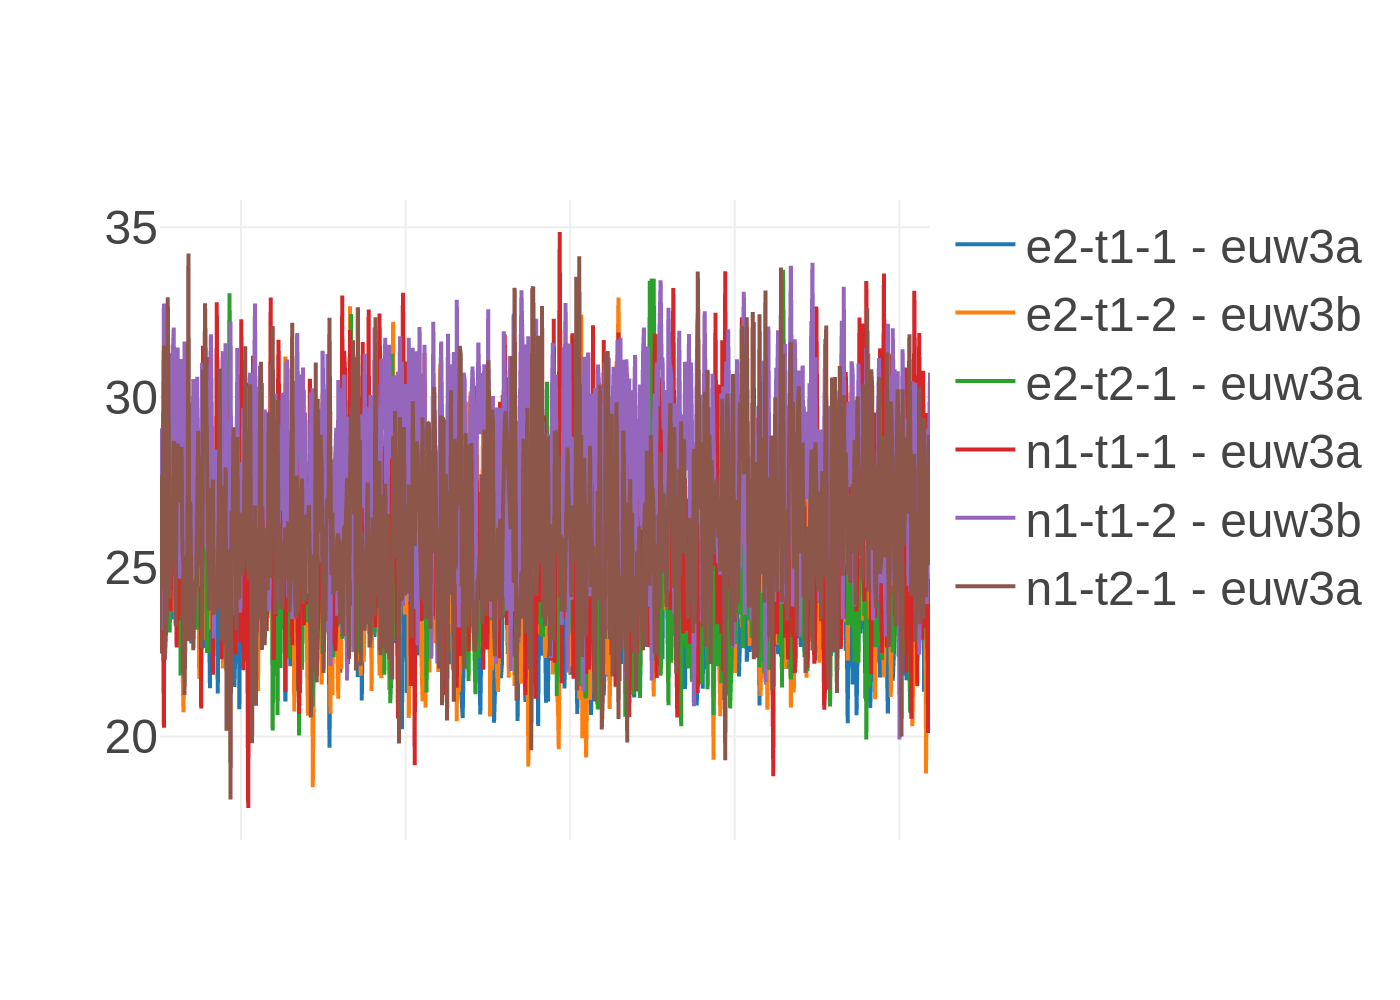 35
30
25
20
e2-t1-1 - euw3a
e2-t1-2 - euw3b
e2-t2-1 - euw3a
n1-t1-1 - euw3a
n1-t1-2 - euw3b
n1-t2-1 - euw3a